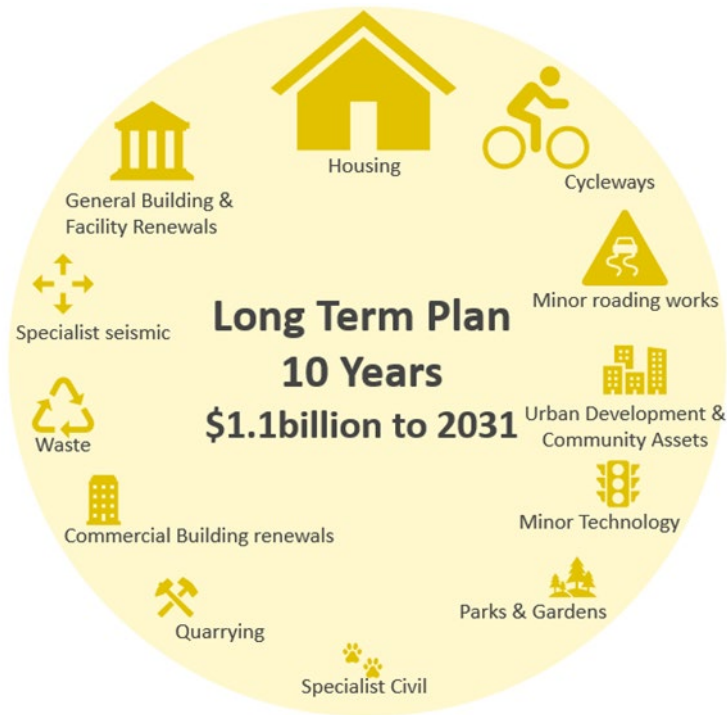 Housing
Cycleways
General Building &
Facility Renewals
Minor roading works
Specialist seismic
Long Term Plan
10 Years
$1.1billion to 2031
Urban Development &
Community Assets
Waste
Minor Technology
Commercial Building renewals
Parks & Gardens
Quarrying
Specialist Civil